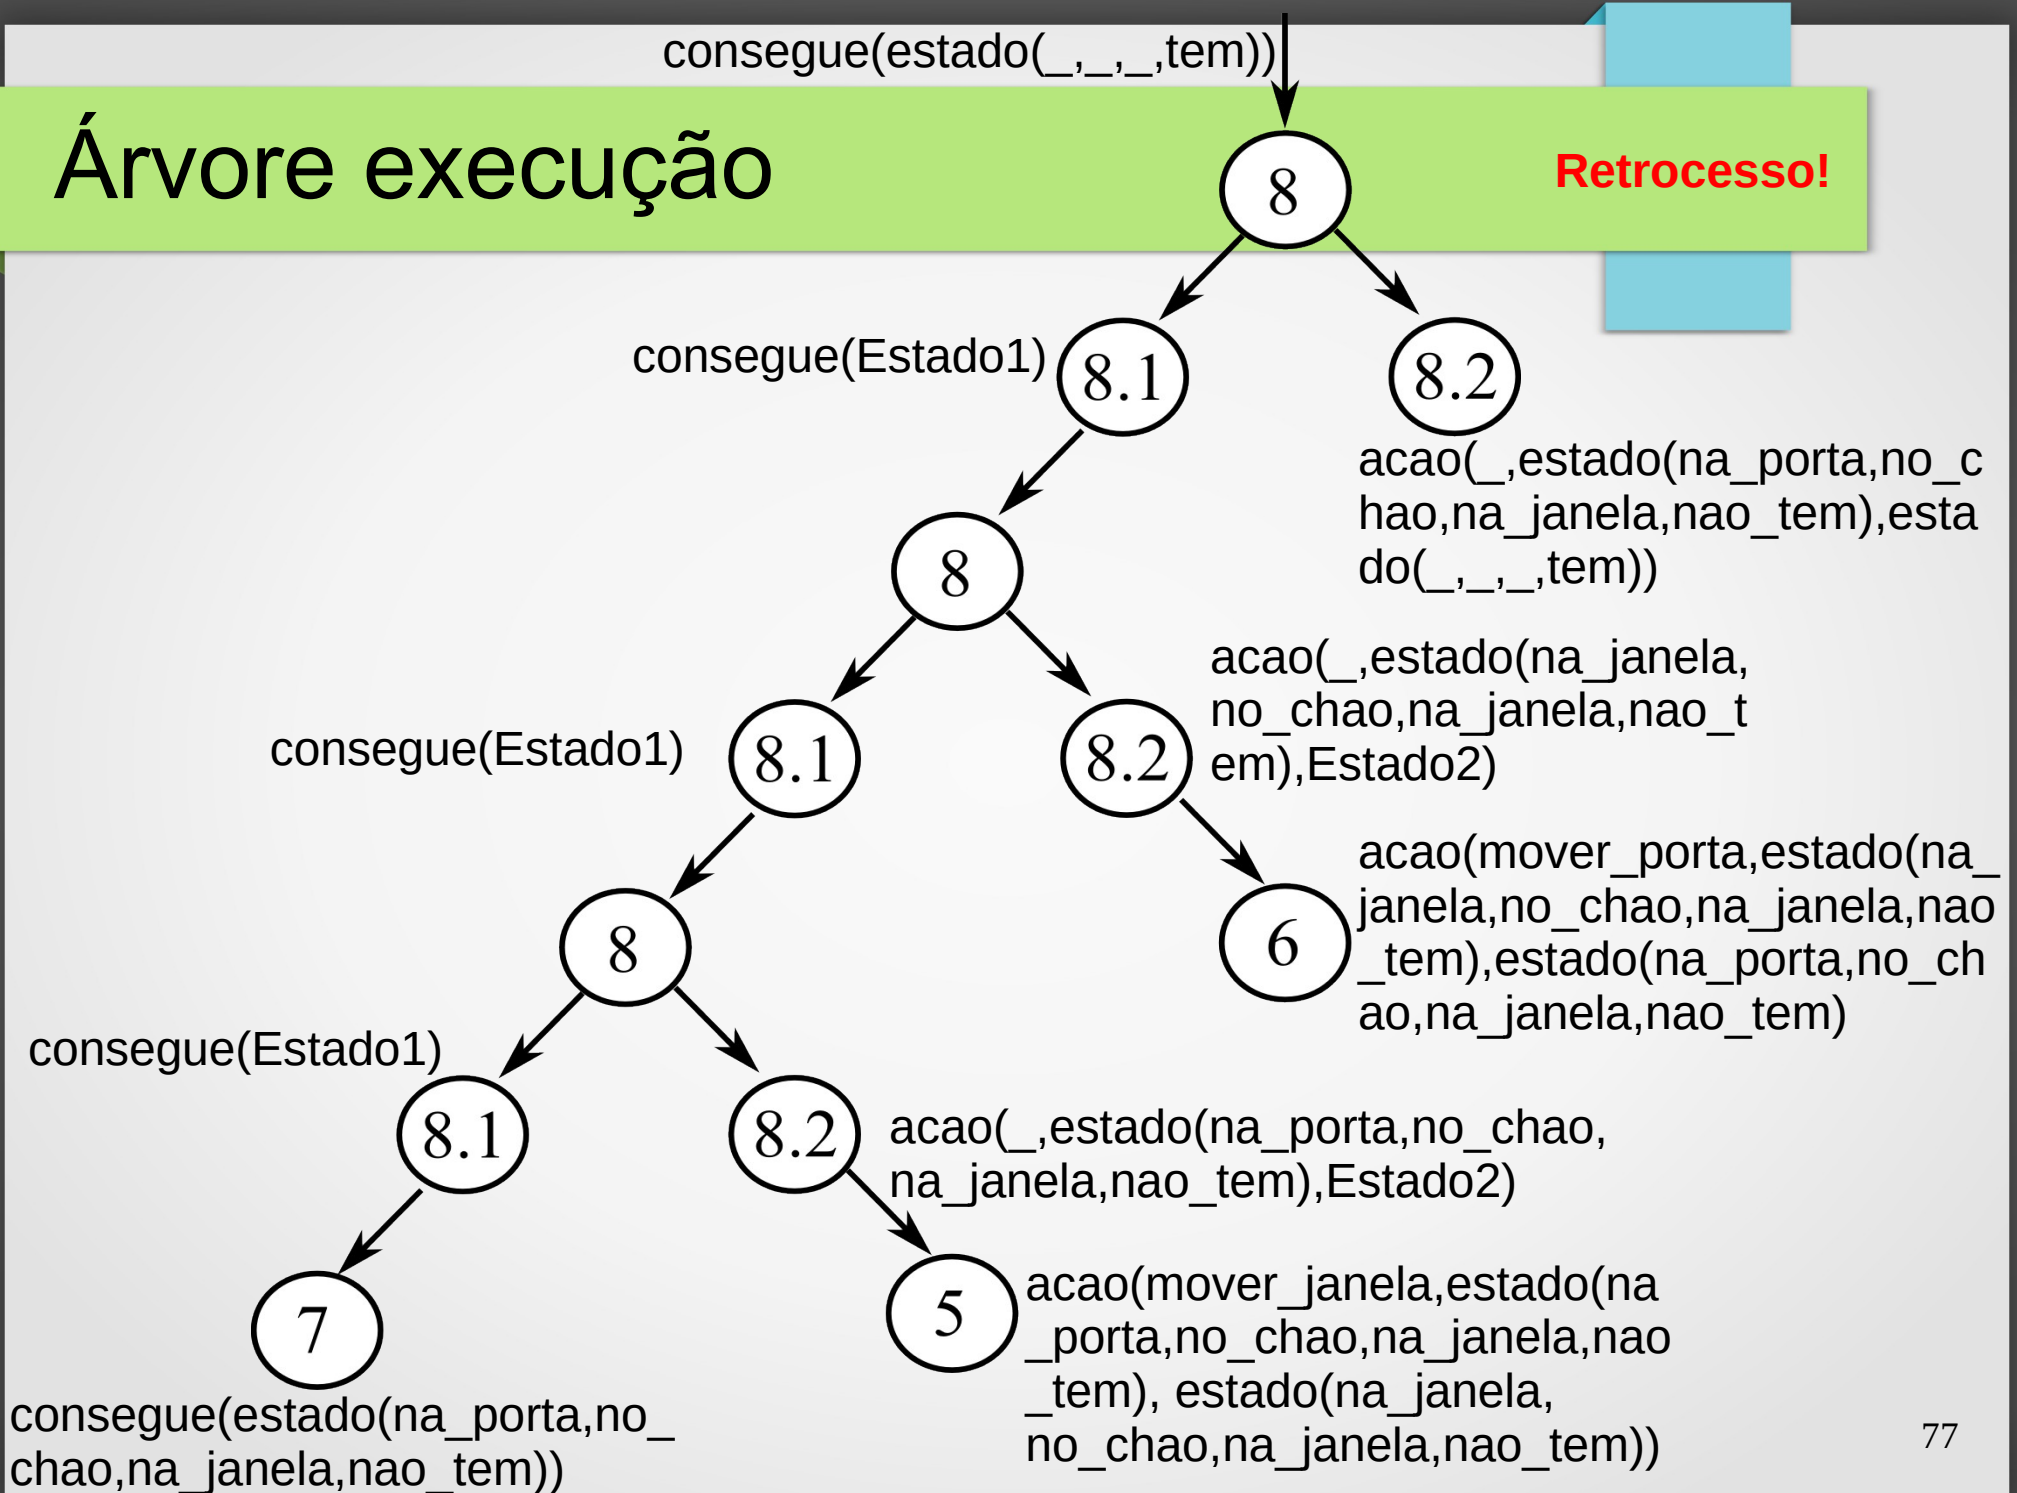 consegue(estado(_,_,_,tem))
Árvore execução
8
Retrocesso!
consegue(Estado1)
8.1
8.2
acao(_,estado(na_porta,no_c
hao,na_janela,nao_tem),esta
do(_,_,_,tem))
8
acao(_,estado(na_janela,
no_chao,na_janela,nao_t
em),Estado2)
consegue(Estado1)
8.1
8.2
acao(mover_porta,estado(na_
janela,no_chao,na_janela,nao
_tem),estado(na_porta,no_ch
ao,na_janela,nao_tem)
8
6
consegue(Estado1)
8.1
8.2
acao(_,estado(na_porta,no_chao,
na_janela,nao_tem),Estado2)
7
5
acao(mover_janela,estado(na
_porta,no_chao,na_janela,nao
_tem), estado(na_janela,
no_chao,na_janela,nao_tem))
consegue(estado(na_porta,no_
chao,na_janela,nao_tem))
77